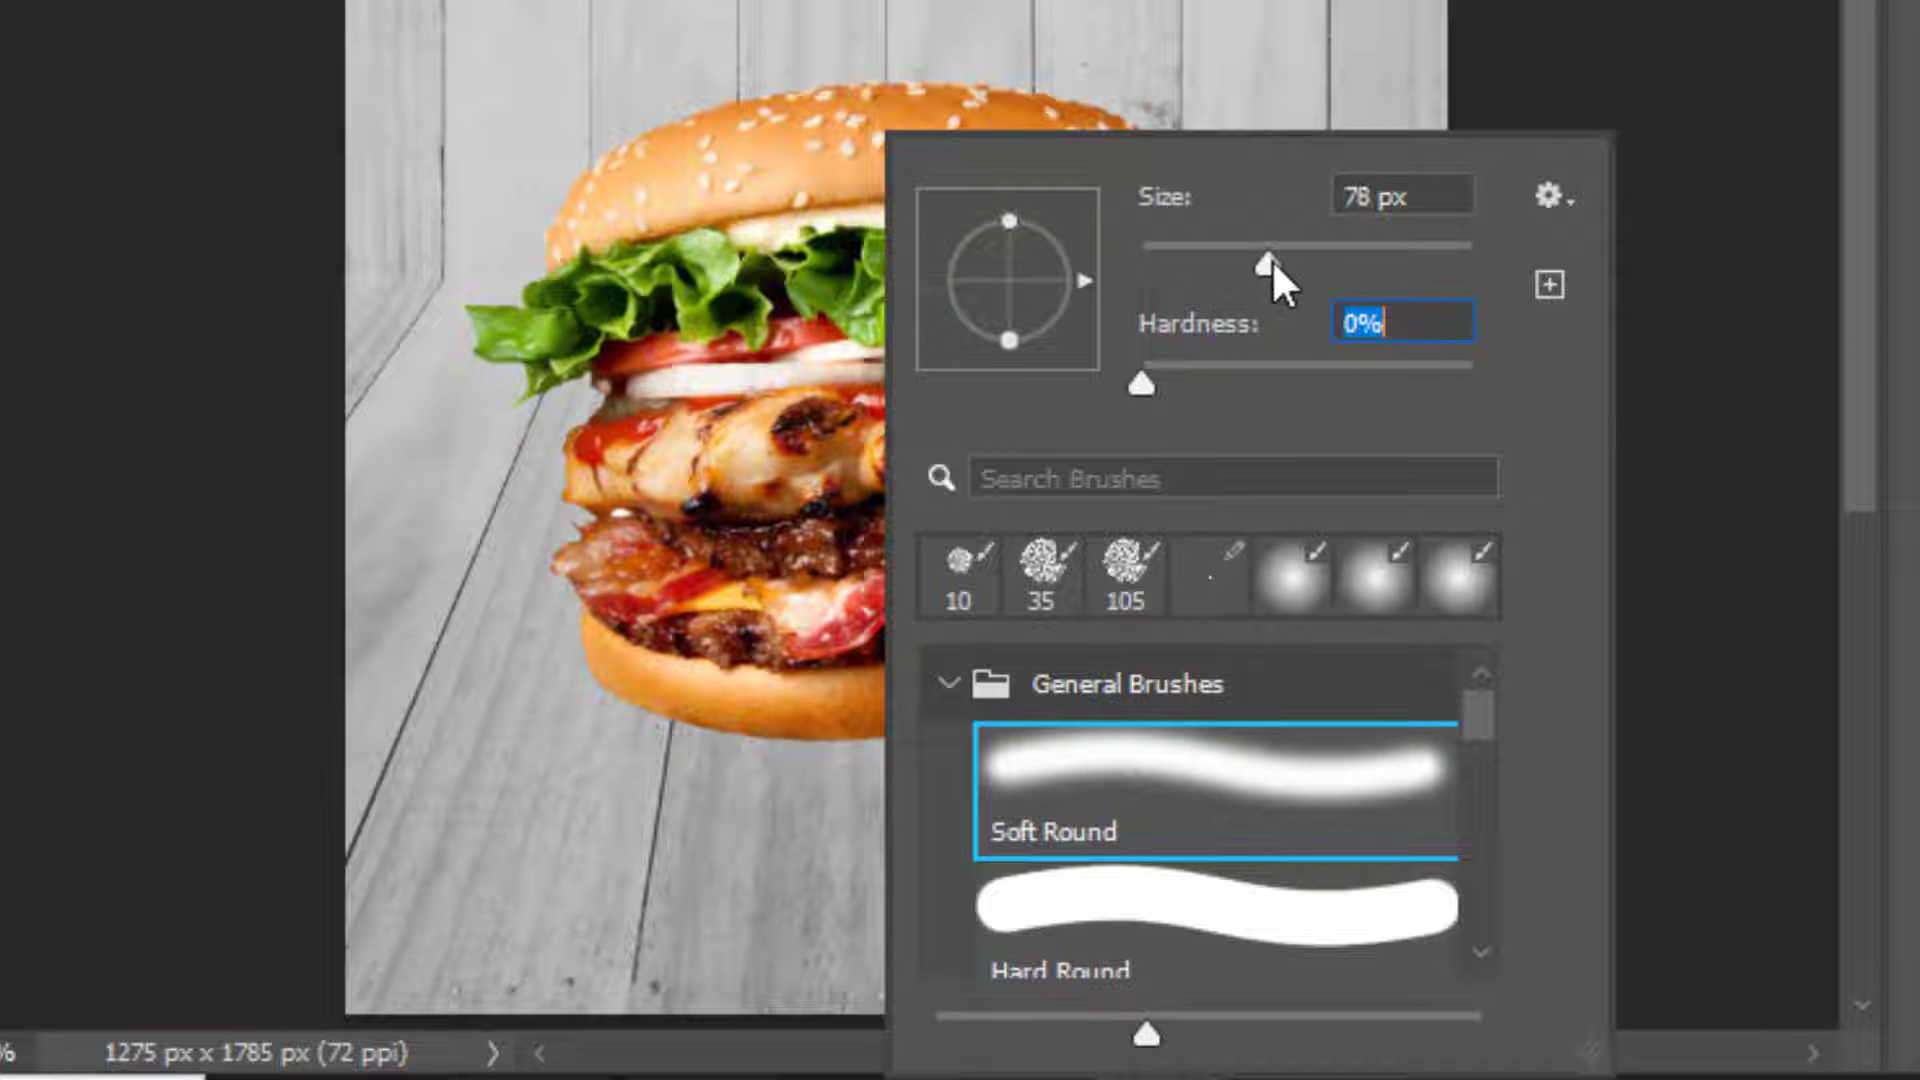 Size:
78 px
Hardness:
0%
Search Brushes
10
35
105
General Brushes
Soft Round
Hard Round
%
1275 px x 1785 px (72 ppi)